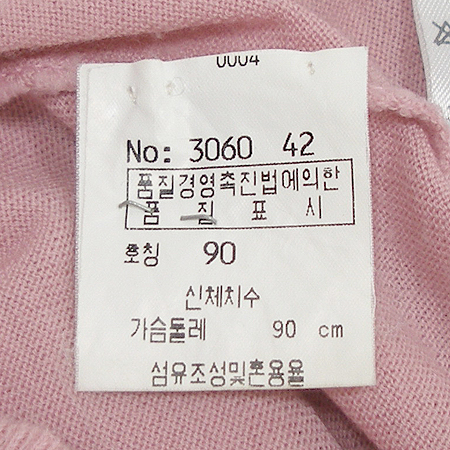 0004
No: 3060 42
품질경영촉진법에의한
품 질 표 시
호칭 90
신체치수
가슴둘레 90 cm
섬유조성및혼용율